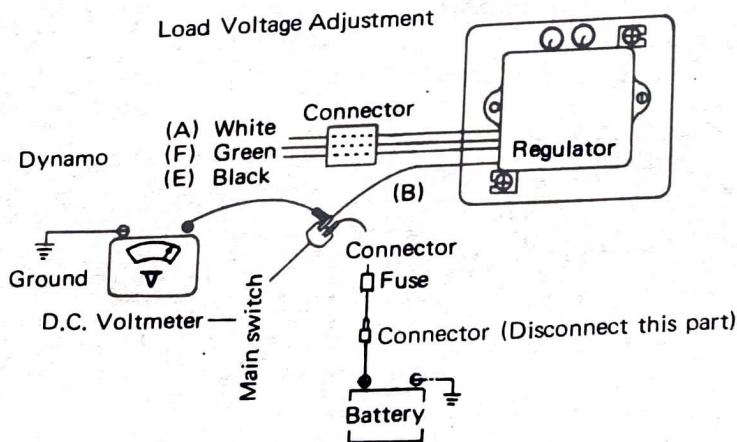 Load Voltage Adjustment
Connector
(A) White
Dynamo (F) Green
(E) Black
Regulator
(B)
Connector
Ground
V
Fuse
D.C. Voltmeter
Main switch
Connector (Disconnect this part)
Battery